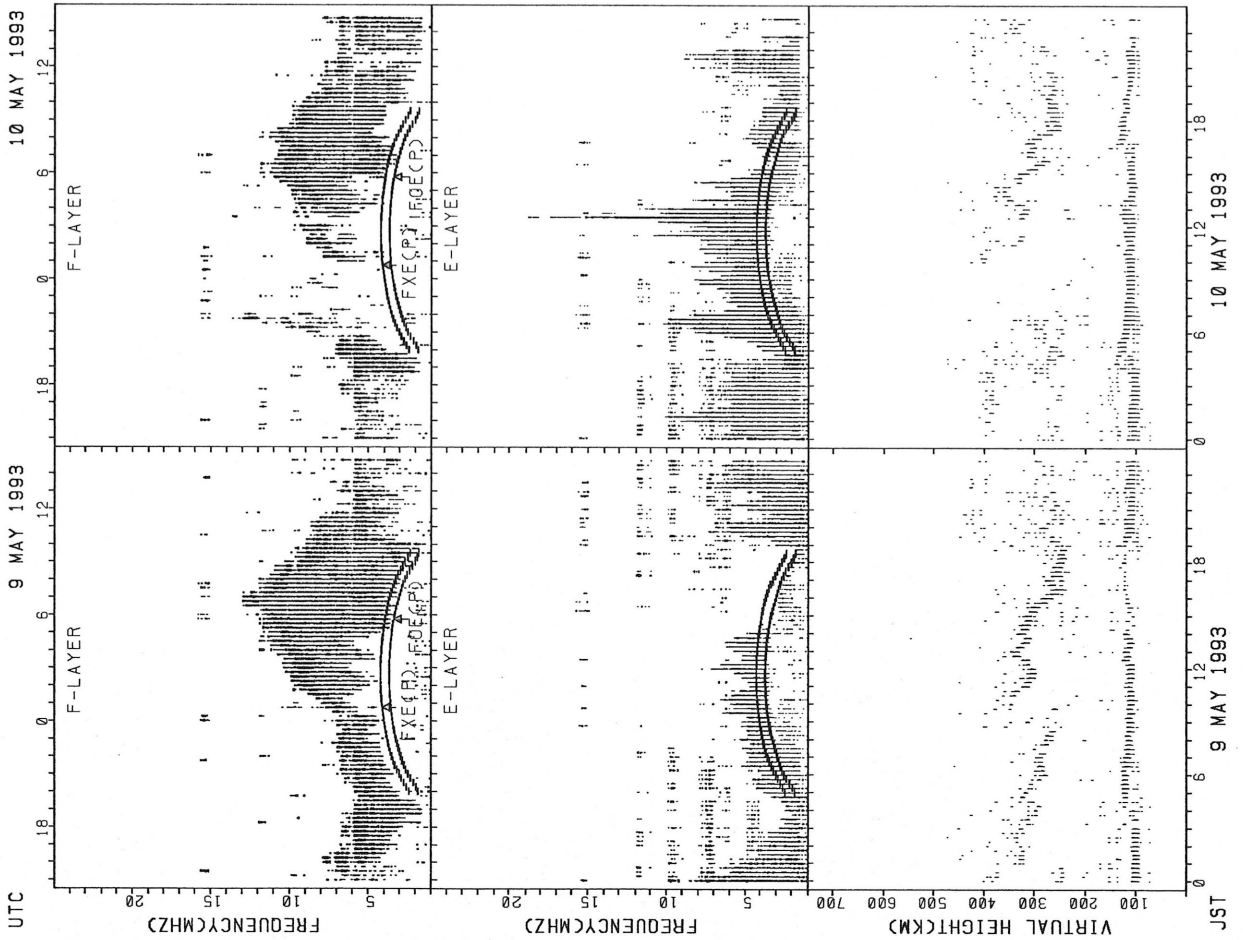 UTC 9 MAY 1993 10 MAY 1993
18 0 6 12 18 0 6 12
F-LAYER F-LAYER
FREQUENCY(MHZ)
20
15
10
5
FXE(P) FOE(P) FXE(P) FOE(P)
E-LAYER E-LAYER
FREQUENCY(MHZ)
20
15
10
5
VIRTUAL HEIGHT(KM)
700
600
500
400
300
200
100
0 6 12 18 0 6 12 18
JST 9 MAY 1993 10 MAY 1993